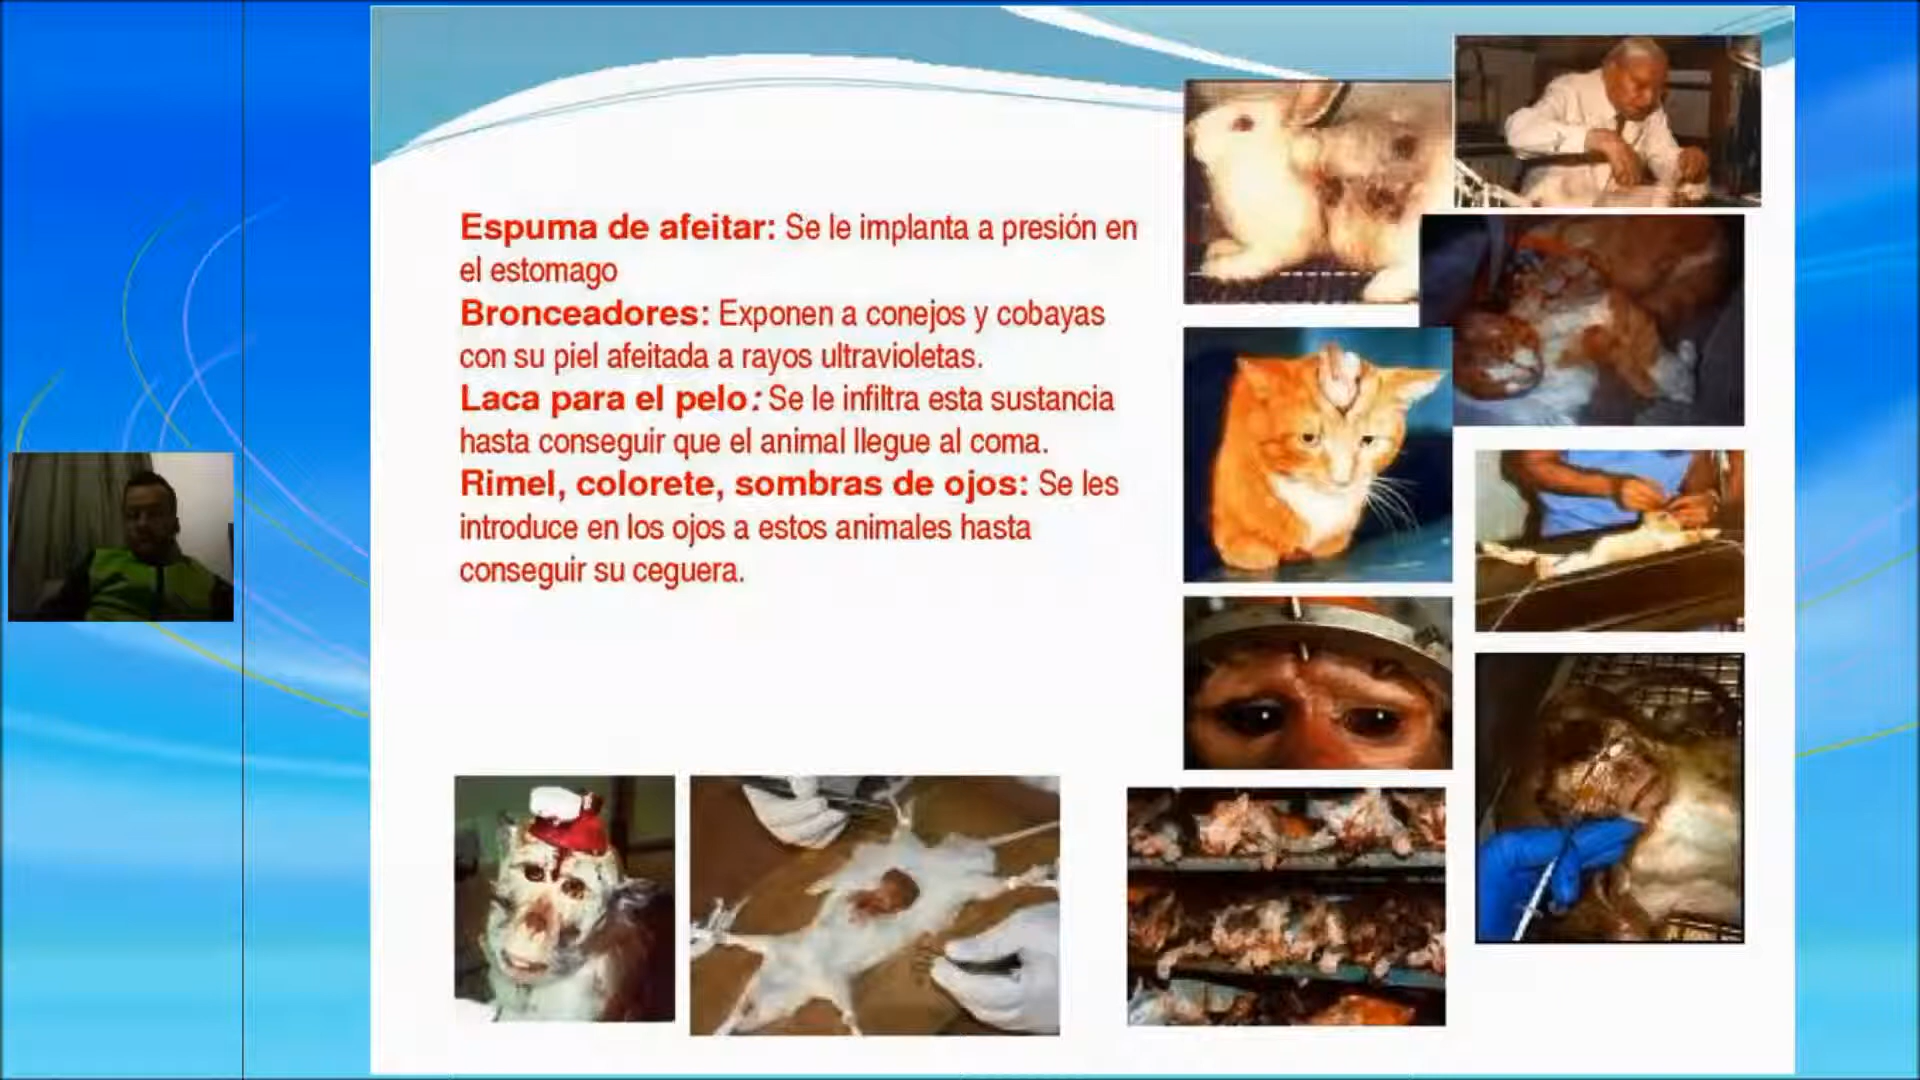 Espuma de afeitar: Se le implanta a presión en
el estomago
Bronceadores: Exponen a conejos y cobayas
con su piel afeitada a rayos ultravioletas.
Laca para el pelo: Se le infiltra esta sustancia
hasta conseguir que el animal llegue al coma.
Rimel, colorete, sombras de ojos: Se les
introduce en los ojos a estos animales hasta
conseguir su ceguera.